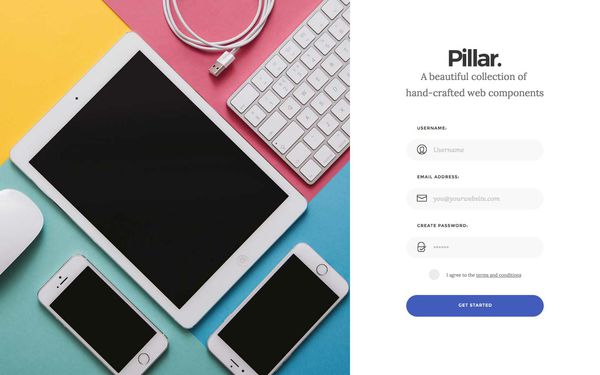 Pillar.
A beautiful collection of
hand-crafted web components
USERNAME:
Username
EMAIL ADDRESS:
you@yourwebsite.com
CREATE PASSWORD:
••••••
I agree to the terms and conditions
GET STARTED